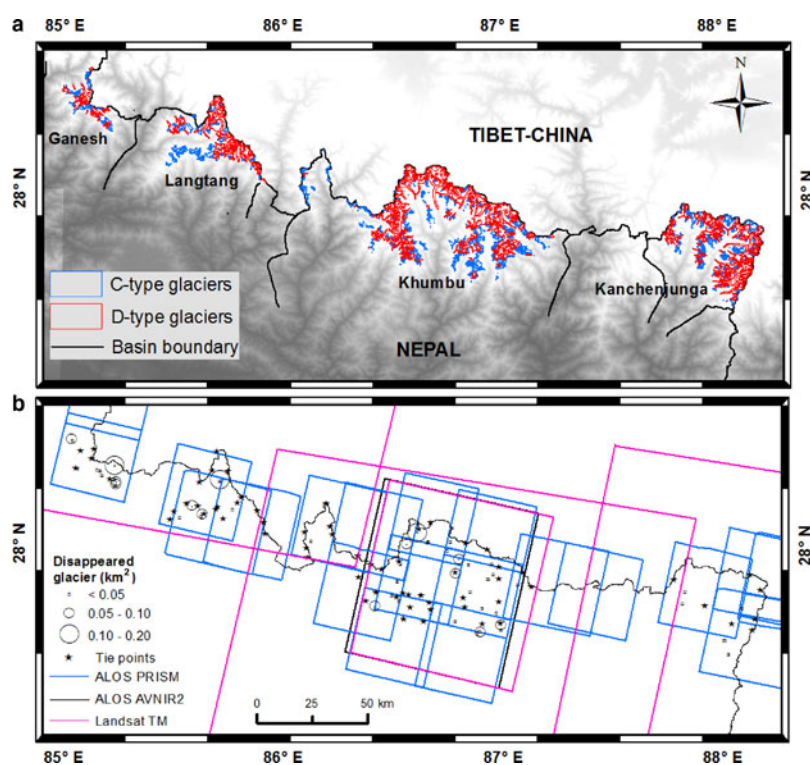 a
85° E 86° E 87° E 88° E
N
TIBET-CHINA
Ganesh
Langtang
28° N 28° N
Khumbu
Kanchenjunga
C-type glaciers
D-type glaciers
Basin boundary
NEPAL
b
28° N 28° N
Disappeared
glacier (km²)
< 0.05
0.05 - 0.10
0.10 - 0.20
Tie points
ALOS PRISM
ALOS AVNIR2
Landsat TM
0 25 50 km
85° E 86° E 87° E 88° E